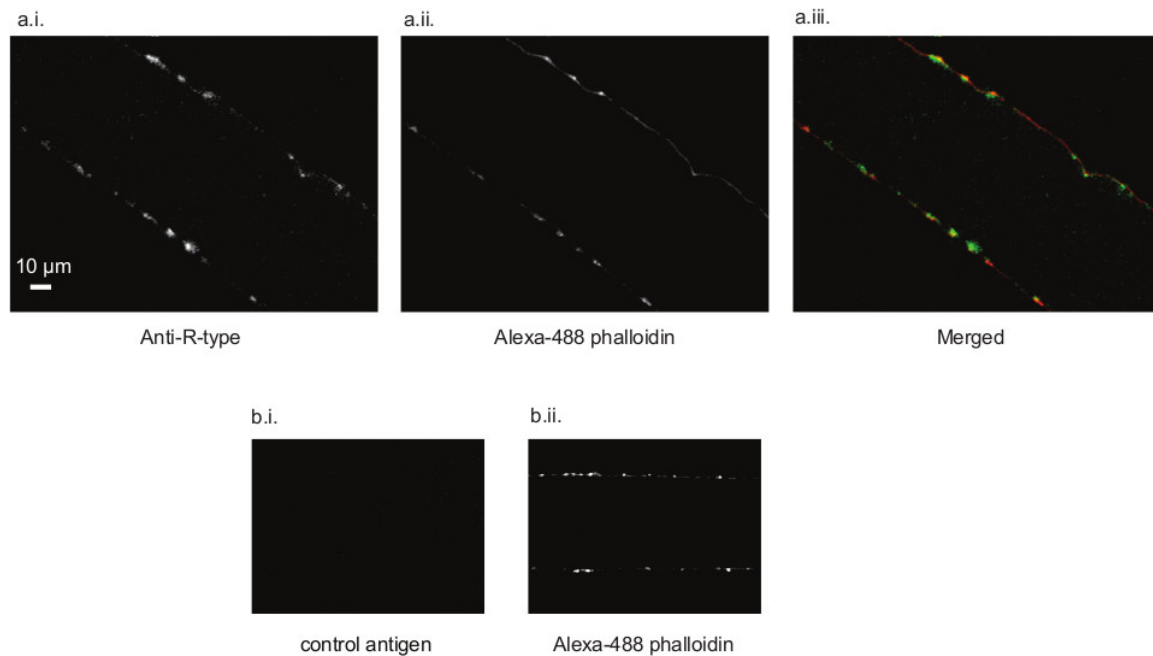 a.i.
a.ii.
a.iii.
10 µm
Anti-R-type
Alexa-488 phalloidin
Merged
b.i.
b.ii.
control antigen
Alexa-488 phalloidin